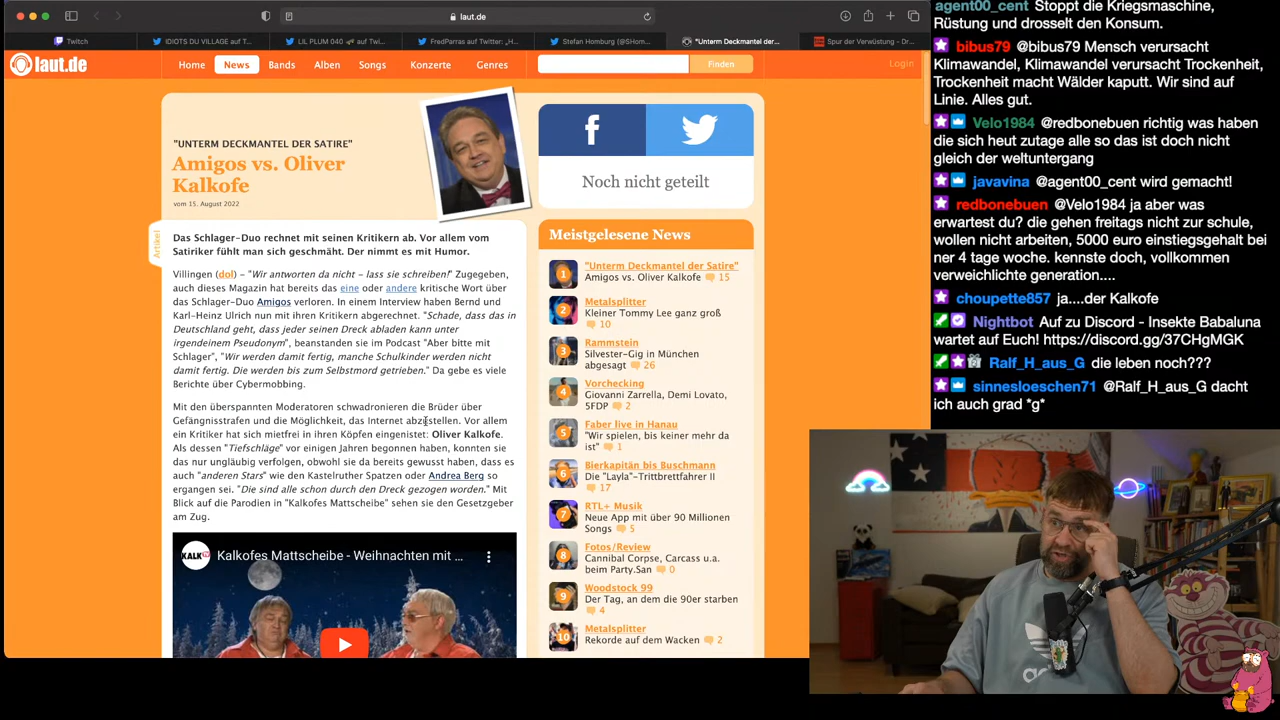 laut.de
Twitch
IDIOTS DU VILLAGE auf T...
LIL PLUM 040 auf Twi...
FredParras auf Twitter: „H...
Stefan Homburg (@SHom...
"Unterm Deckmantel der...
Spur der Verwüstung - Dr...
laut.de
Home
News
Bands
Alben
Songs
Konzerte
Genres
Finden
Login
"UNTERM DECKMANTEL DER SATIRE"
Amigos vs. Oliver
Kalkofe
vom 15. August 2022
Artikel
Das Schlager-Duo rechnet mit seinen Kritikern ab. Vor allem vom
Satiriker fühlt man sich geschmäht. Der nimmt es mit Humor.
Villingen (dol) - "Wir antworten da nicht - lass sie schreiben!" Zugegeben,
auch dieses Magazin hat bereits das eine oder andere kritische Wort über
das Schlager-Duo Amigos verloren. In einem Interview haben Bernd und
Karl-Heinz Ulrich nun mit ihren Kritikern abgerechnet. "Schade, dass das in
Deutschland geht, dass jeder seinen Dreck abladen kann unter
irgendeinem Pseudonym", beanstanden sie im Podcast "Aber bitte mit
Schlager", "Wir werden damit fertig, manche Schulkinder werden nicht
damit fertig. Die werden bis zum Selbstmord getrieben." Da gebe es viele
Berichte über Cybermobbing.
Mit den überspannten Moderatoren schwadronieren die Brüder über
Gefängnisstrafen und die Möglichkeit, das Internet abzustellen. Vor allem
ein Kritiker hat sich mietfrei in ihren Köpfen eingenistet: Oliver Kalkofe.
Als dessen "Tiefschläge" vor einigen Jahren begonnen haben, konnten sie
das nur ungläubig verfolgen, obwohl sie da bereits gewusst haben, dass es
auch "anderen Stars" wie den Kastelruther Spatzen oder Andrea Berg so
ergangen sei. "Die sind alle schon durch den Dreck gezogen worden." Mit
Blick auf die Parodien in "Kalkofes Mattscheibe" sehen sie den Gesetzgeber
am Zug.
KALK
TV
Kalkofes Mattscheibe - Weihnachten mit ...
f
Noch nicht geteilt
Meistgelesene News
1
"Unterm Deckmantel der Satire"
Amigos vs. Oliver Kalkofe 15
2
Metalsplitter
Kleiner Tommy Lee ganz groß
10
3
Rammstein
Silvester-Gig in München
abgesagt 26
4
Vorchecking
Giovanni Zarrella, Demi Lovato,
5FDP 2
5
Faber live in Hanau
"Wir spielen, bis keiner mehr da
ist" 1
6
Bierkapitän bis Buschmann
Die "Layla"-Trittbrettfahrer II
17
7
RTL+ Musik
Neue App mit über 90 Millionen
Songs 5
8
Fotos/Review
Cannibal Corpse, Carcass u.a.
beim Party.San 0
9
Woodstock 99
Der Tag, an dem die 90er starben
4
10
Metalsplitter
Rekorde auf dem Wacken 2
agent00_cent Stoppt die Kriegsmaschine,
Rüstung und drosselt den Konsum.
bibus79 @bibus79 Mensch verursacht
Klimawandel, Klimawandel verursacht Trockenheit,
Trockenheit macht Wälder kaputt. Wir sind auf
Linie. Alles gut.
Velo1984 @redbonebuen richtig was haben
die sich heut zutage alle so das ist doch nicht
gleich der weltuntergang
javavina @agent00_cent wird gemacht!
redbonebuen @Velo1984 ja aber was
erwartest du? die gehen freitags nicht zur schule,
wollen nicht arbeiten, 5000 euro einstiegsgehalt bei
ner 4 tage woche. kennste doch, vollkommen
verweichlichte generation....
choupette857 ja....der Kalkofe
Nightbot Auf zu Discord - Insekte Babaluna
wartet auf Euch! https://discord.gg/37CHgMGK
Ralf_H_aus_G die leben noch???
sinnesloeschen71 @Ralf_H_aus_G dacht
ich auch grad *g*
adidas